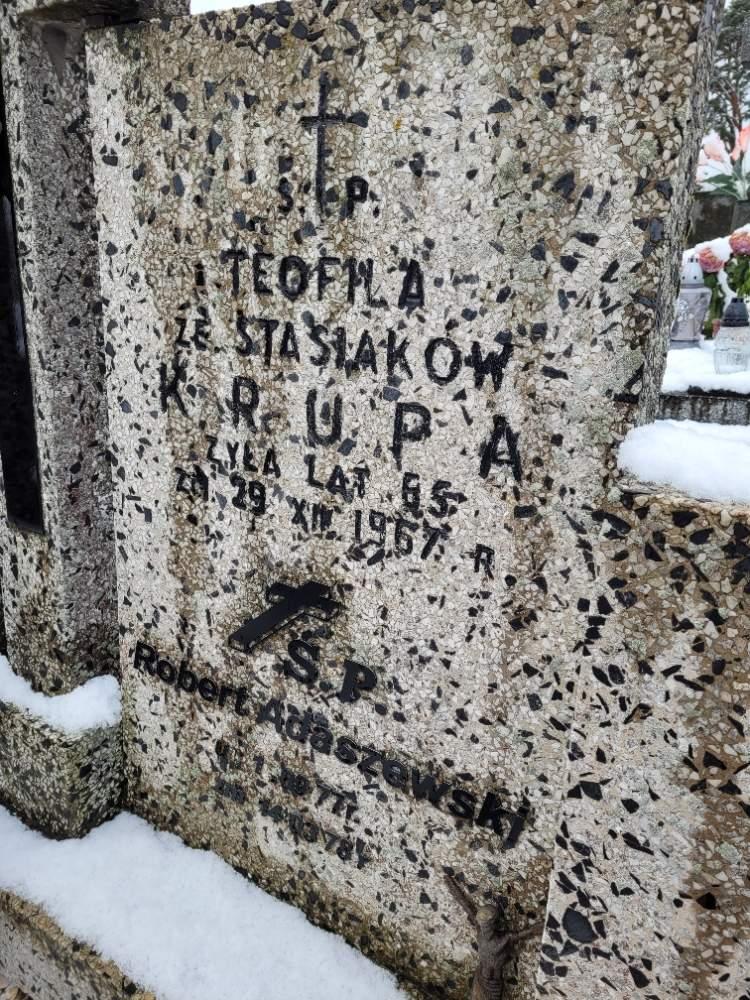 Ś. P.
TEOFILA
ZE STASIAKÓW
KRUPA
ŻYŁA LAT 65
ZM. 29 XII 1967 R.
Ś.P.
Robert Adaszewski